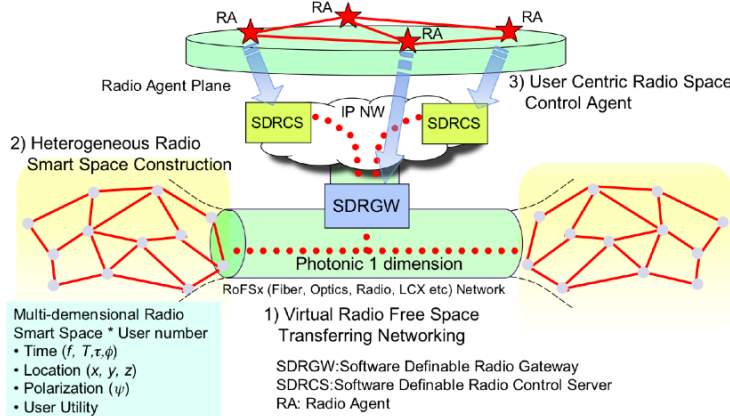 RA
RA
RA
RA
Radio Agent Plane
IP NW
3) User Centric Radio Space
Control Agent
SDRCS
SDRCS
2) Heterogeneous Radio
Smart Space Construction
SDRGW
Photonic 1 dimension
RoFSx (Fiber, Optics, Radio, LCX etc) Network
1) Virtual Radio Free Space
Transferring Networking
Multi-demensional Radio
Smart Space * User number
• Time (f, T,τ,ϕ)
• Location (x, y, z)
• Polarization (ψ)
• User Utility
SDRGW:Software Definable Radio Gateway
SDRCS:Software Definable Radio Control Server
RA: Radio Agent